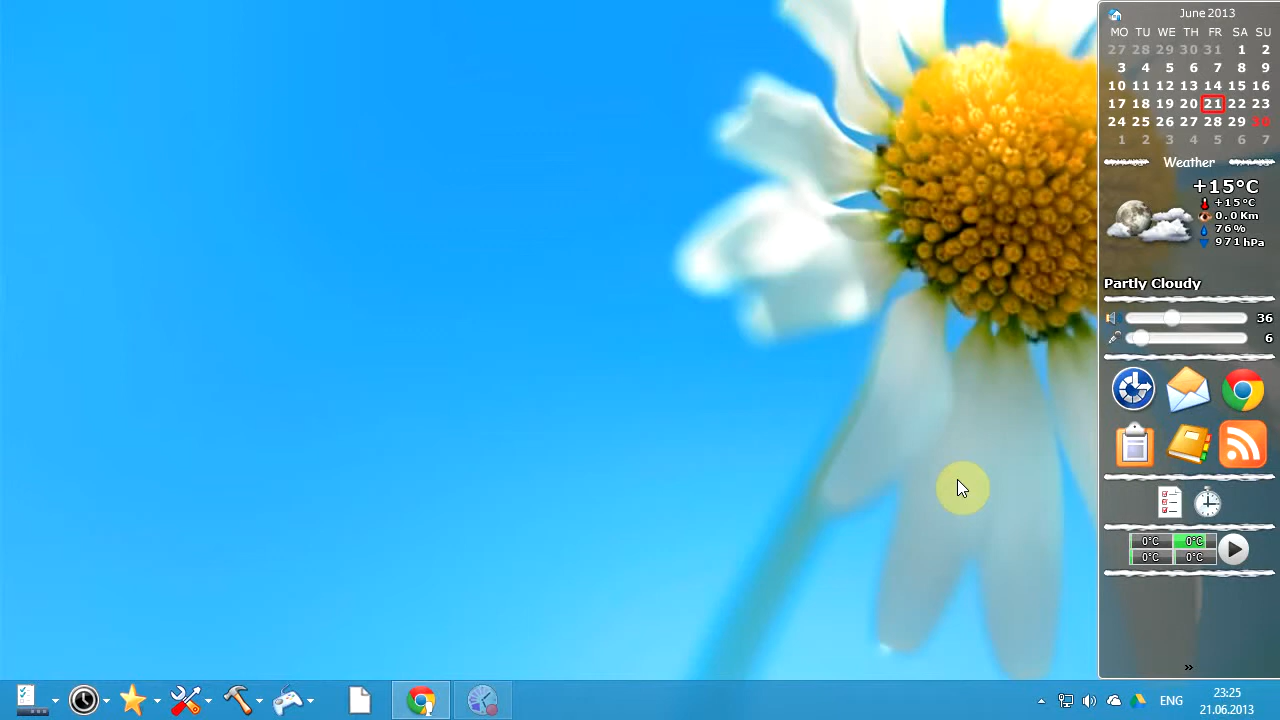 June 2013
MO TU WE TH FR SA SU
27 28 29 30 31 1 2
3 4 5 6 7 8 9
10 11 12 13 14 15 16
17 18 19 20 21 22 23
24 25 26 27 28 29 30
1 2 3 4 5 6 7
Weather
+15°C
+15°C
0.0 Km
76%
971 hPa
Partly Cloudy
36
6
0°C 0°C
0°C 0°C
»
ENG
23:25
21.06.2013